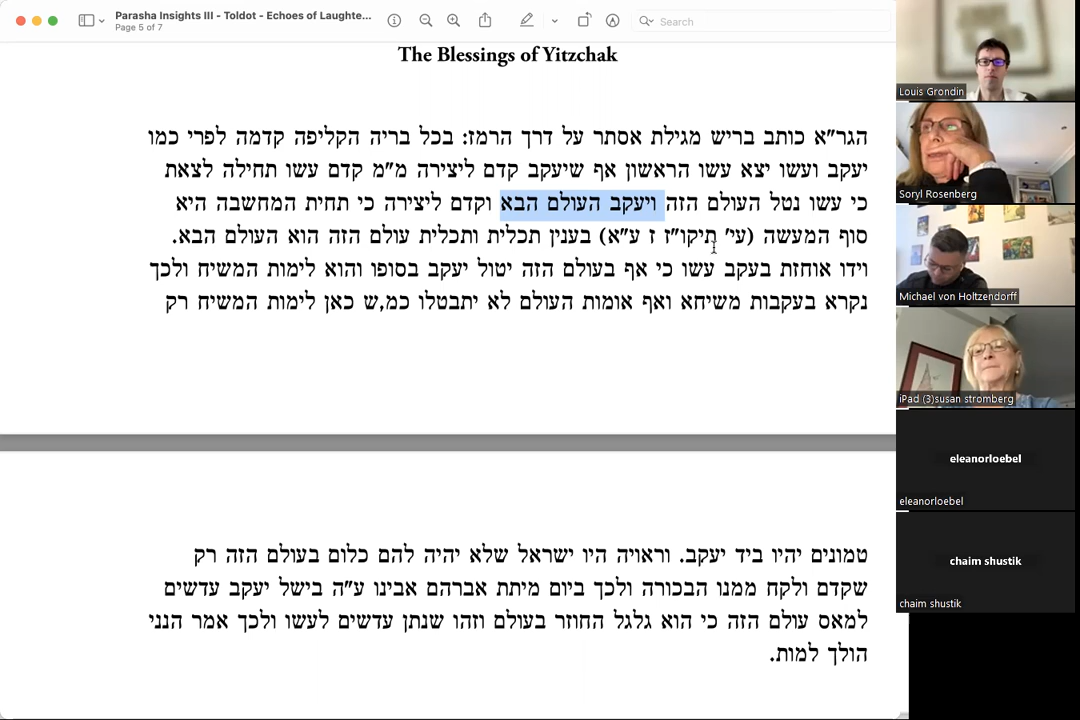 Parasha Insights III - Toldot - Echoes of Laughte...
Page 5 of 7
Search
The Blessings of Yitzchak
הגר״א כותב בריש מגילת אסתר על דרך הרמז: בכל בריה הקליפה קדמה לפרי כמו
יעקב ועשו יצא עשו הראשון אף שיעקב קדם ליצירה מ״מ קדם עשו תחילה לצאת
כי עשו נטל העולם הזה ויעקב העולם הבא וקדם ליצירה כי תחית המחשבה היא
סוף המעשה (עי׳ תיקו״ז ז ע״א) בענין תכלית ותכלית עולם הזה הוא העולם הבא.
וידו אוחזת בעקב עשו כי אף בעולם הזה יטול יעקב בסופו והוא לימות המשיח ולכך
נקרא בעקבות משיחא ואף אומות העולם לא יתבטלו כמ,ש כאן לימות המשיח רק
טמונים יהיו ביד יעקב. וראויה היו ישראל שלא יהיה להם כלום בעולם הזה רק
שקדם ולקח ממנו הבכורה ולכך ביום מיתת אברהם אבינו ע״ה בישל יעקב עדשים
למאס עולם הזה כי הוא גלגל החוזר בעולם וזהו שנתן עדשים לעשו ולכך אמר הנני
הולך למות.
Louis Grondin
Soryl Rosenberg
Michael von Holtzendorff
iPad (3)susan stromberg
eleanorloebel
eleanorloebel
chaim shustik
chaim shustik